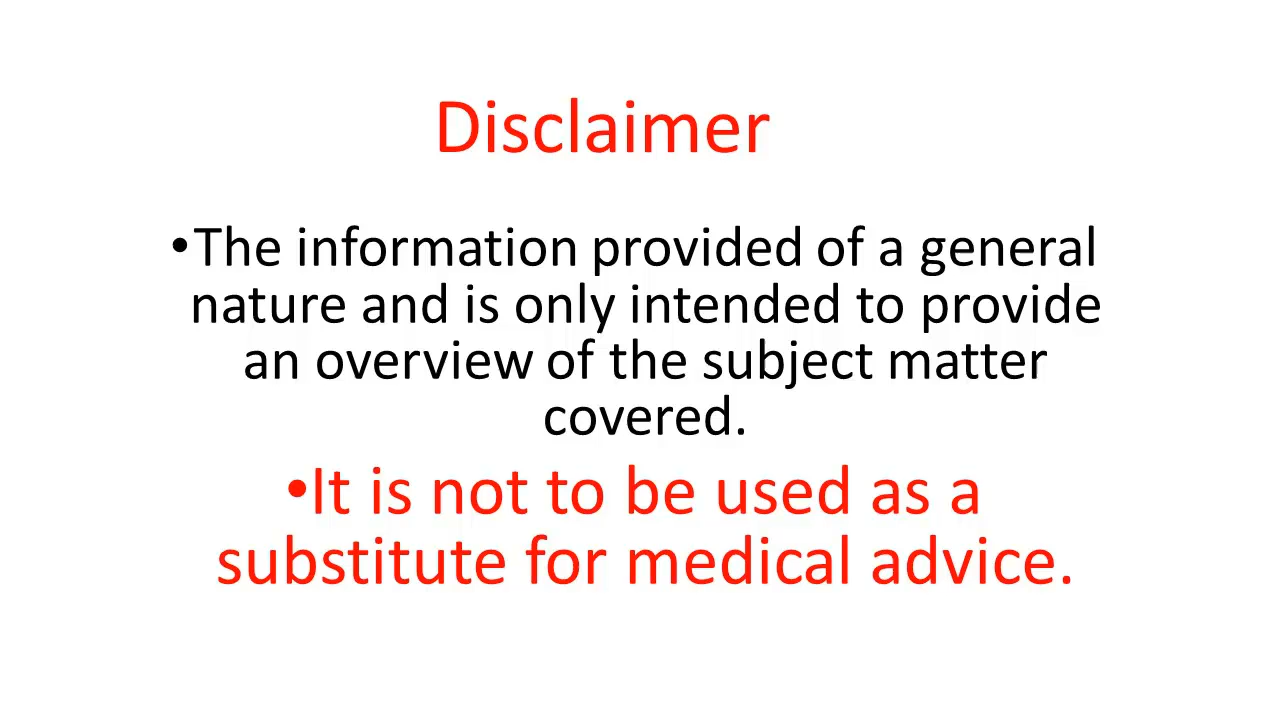 Disclaimer
•The information provided of a general
nature and is only intended to provide
an overview of the subject matter
covered.
•It is not to be used as a
substitute for medical advice.